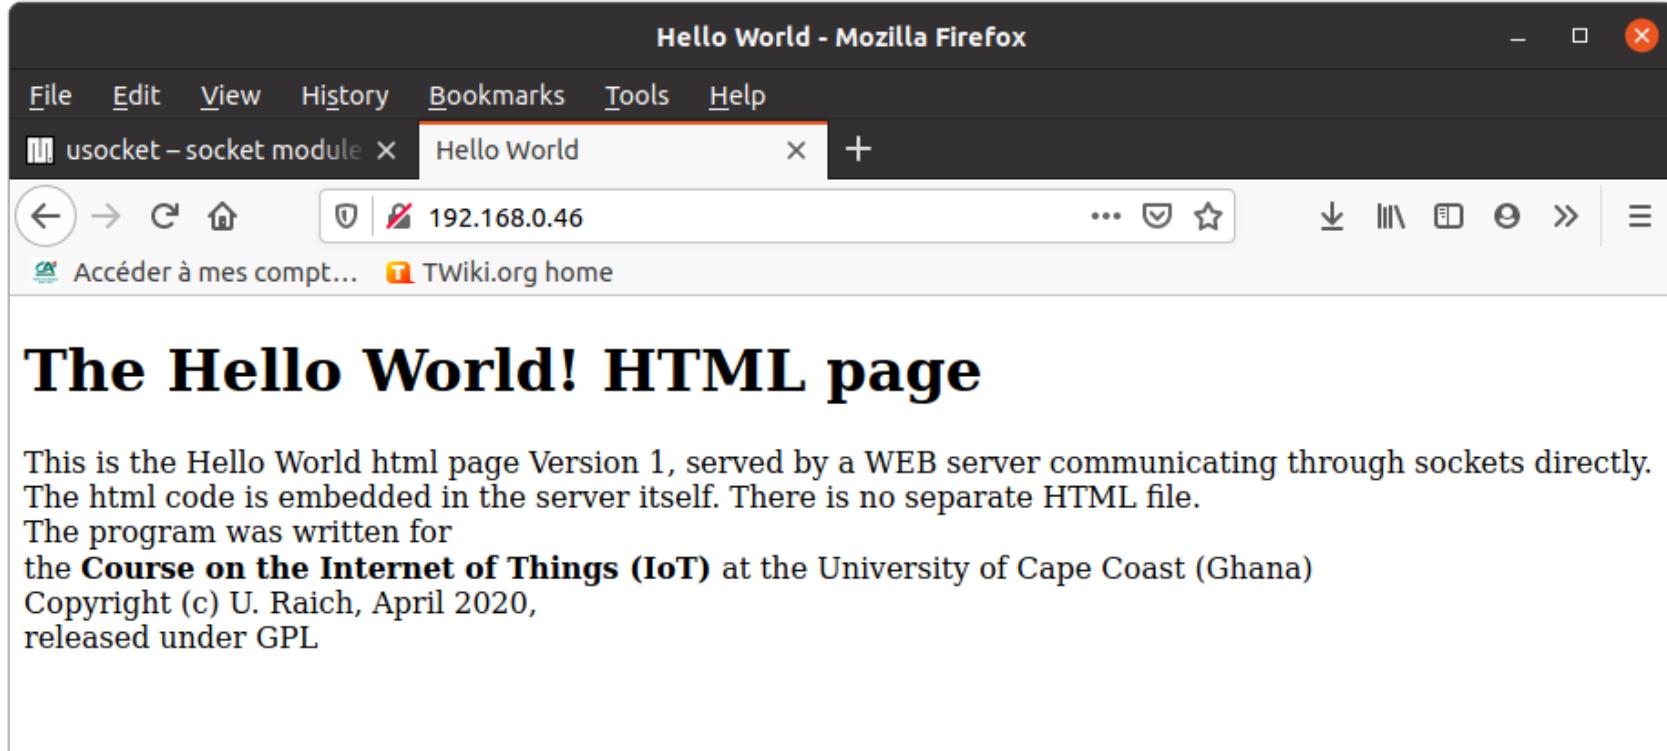 Hello World - Mozilla Firefox
File Edit View History Bookmarks Tools Help
usocket – socket module Hello World
192.168.0.46
Accéder à mes compt… TWiki.org home
The Hello World! HTML page
This is the Hello World html page Version 1, served by a WEB server communicating through sockets directly.
The html code is embedded in the server itself. There is no separate HTML file.
The program was written for
the Course on the Internet of Things (IoT) at the University of Cape Coast (Ghana)
Copyright (c) U. Raich, April 2020,
released under GPL